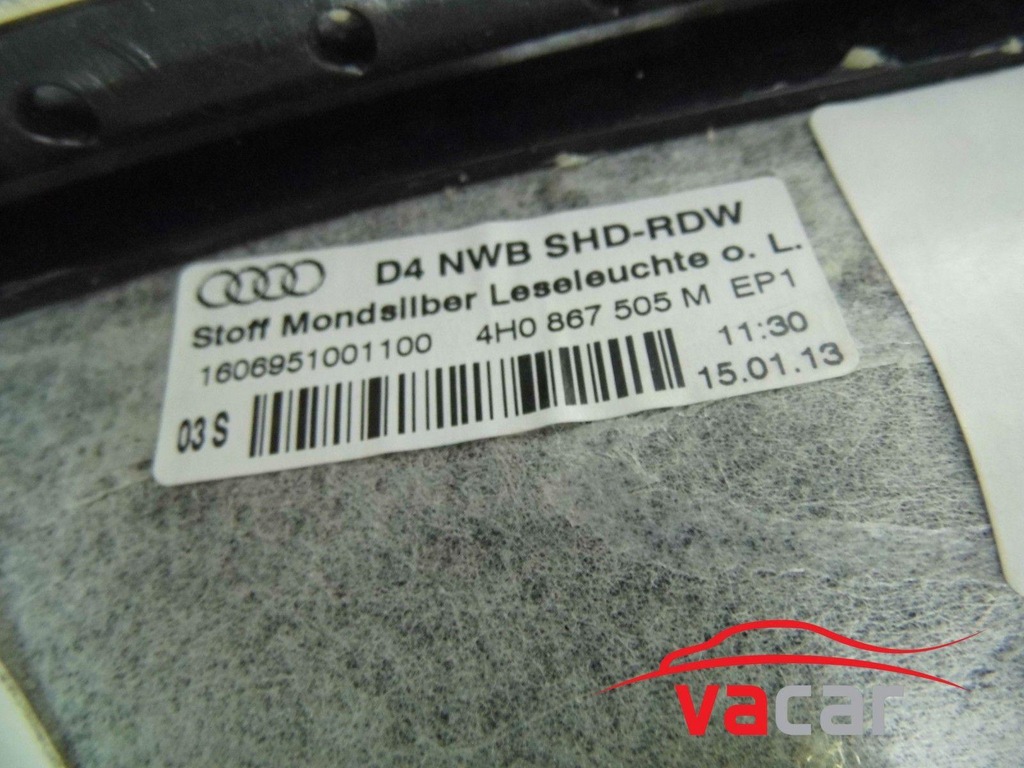 D4 NWB SHD-RDW
Stoff Mondsilber Leseleuchte o. L.
1606951001100 4H0 867 505 M EP1
03 S 11:30
15.01.13
vacar